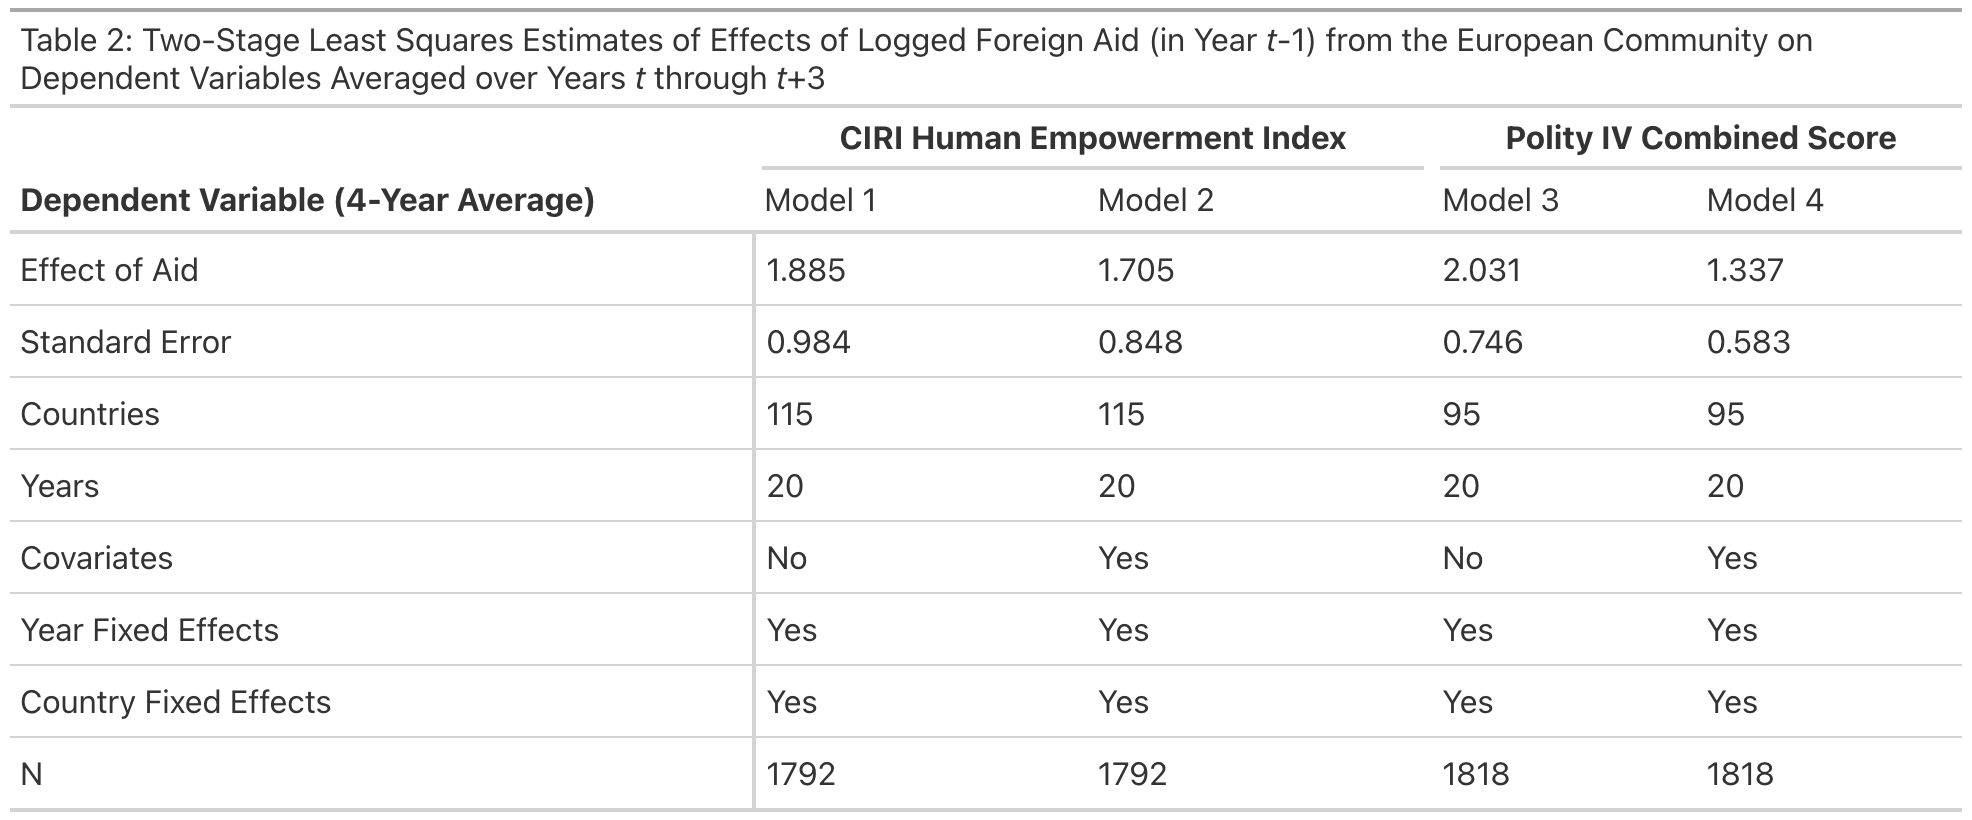 Table 2: Two-Stage Least Squares Estimates of Effects of Logged Foreign Aid (in Year t-1) from the European Community on
Dependent Variables Averaged over Years t through t+3
CIRI Human Empowerment Index Polity IV Combined Score
Dependent Variable (4-Year Average) Model 1 Model 2 Model 3 Model 4
Effect of Aid 1.885 1.705 2.031 1.337
Standard Error 0.984 0.848 0.746 0.583
Countries 115 115 95 95
Years 20 20 20 20
Covariates No Yes No Yes
Year Fixed Effects Yes Yes Yes Yes
Country Fixed Effects Yes Yes Yes Yes
N 1792 1792 1818 1818